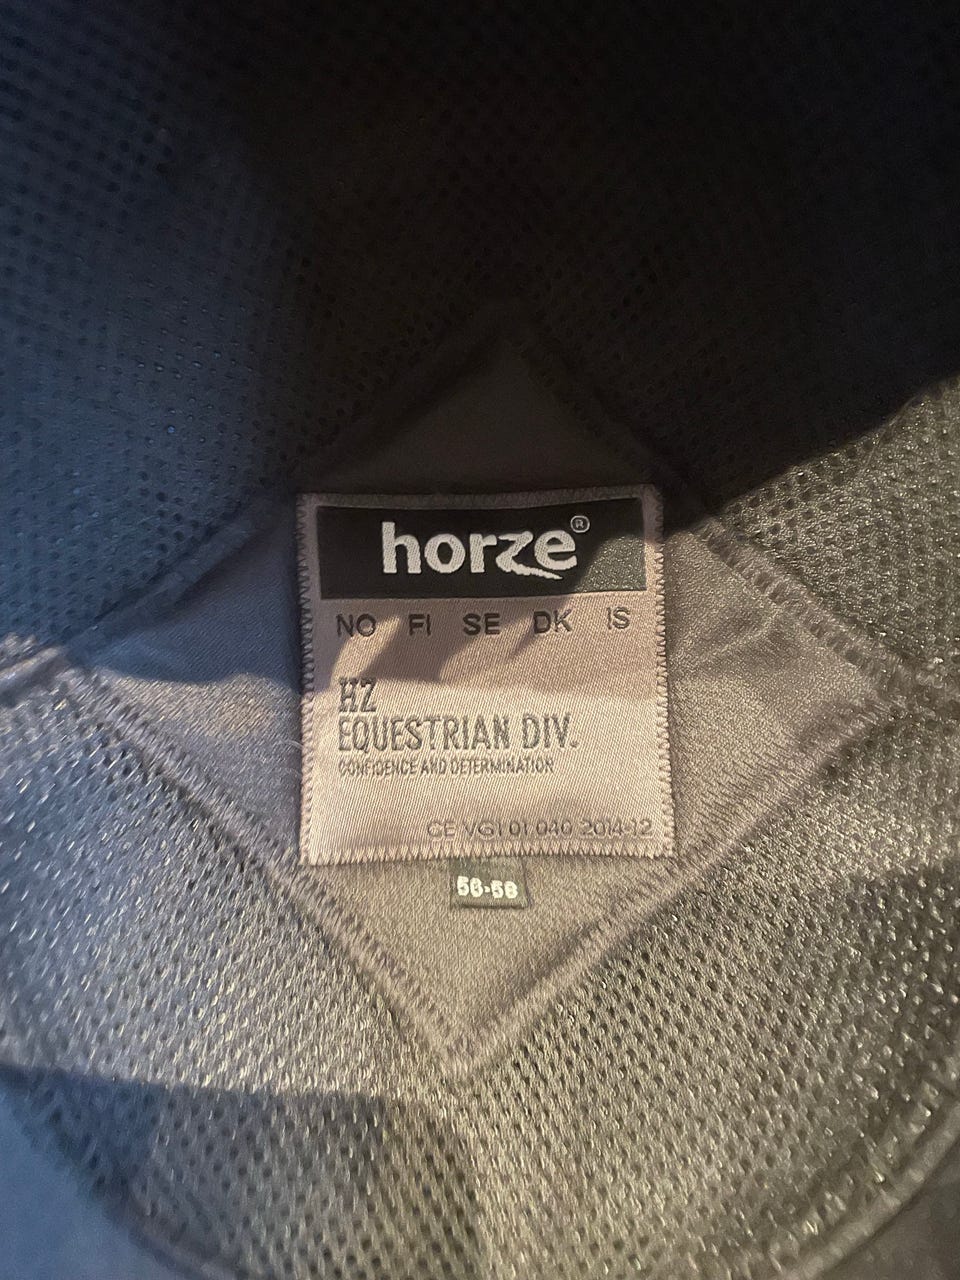 horze®
NO FI SE DK IS
HZ
EQUESTRIAN DIV.
CONFIDENCE AND DETERMINATION
CE VG1 01 040 2014-12
56-58